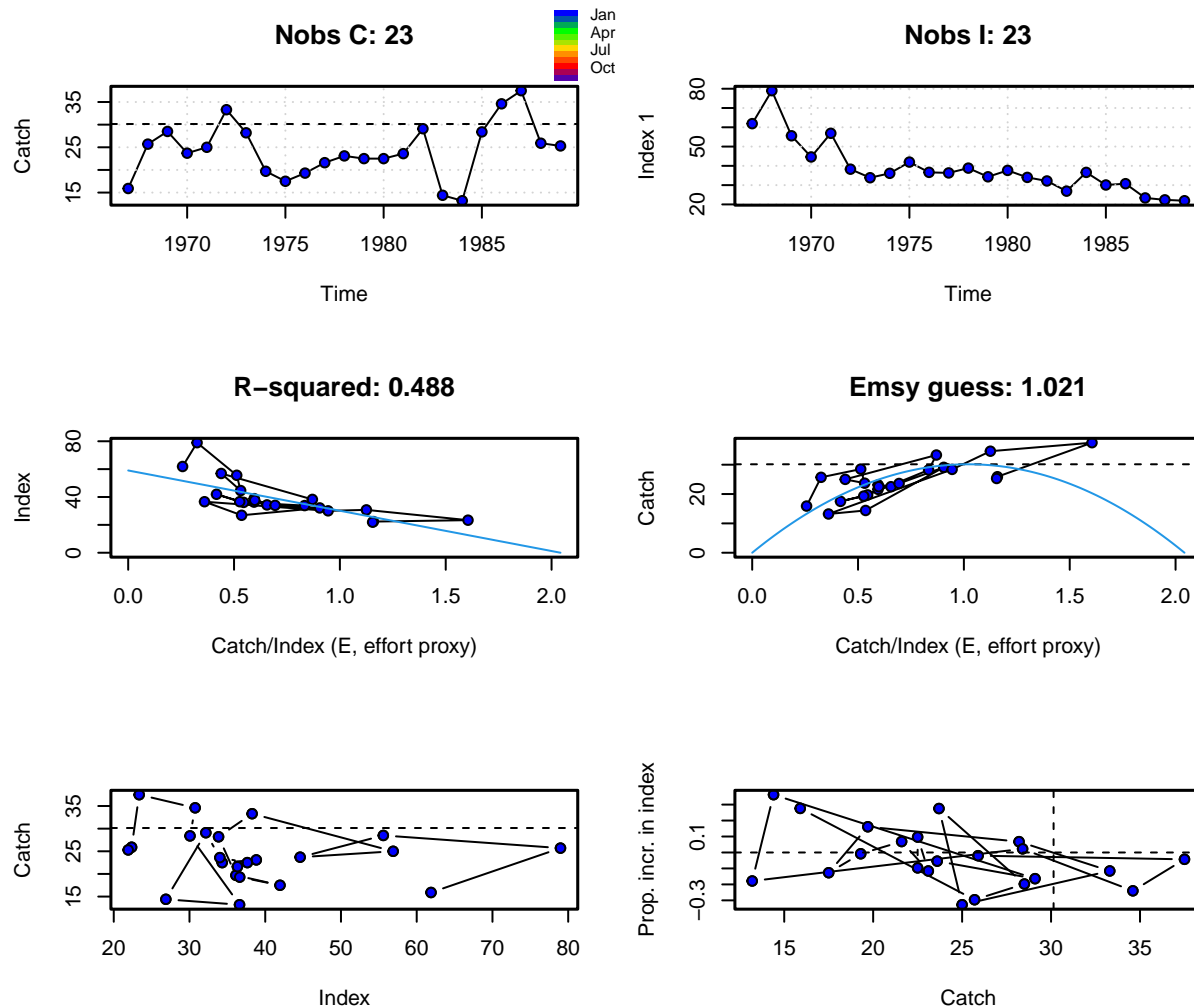 Nobs C: 23
Jan
Apr
Jul
Oct
Catch
15
25
35
1970
1975
1980
1985
Time
Nobs I: 23
Index 1
20
50
80
1970
1975
1980
1985
Time
R−squared: 0.488
Index
0
40
80
0.0
0.5
1.0
1.5
2.0
Catch/Index (E, effort proxy)
Emsy guess: 1.021
Catch
0
20
0.0
0.5
1.0
1.5
2.0
Catch/Index (E, effort proxy)
Catch
15
25
35
20
30
40
50
60
70
80
Index
Prop. incr. in index
−0.3
0.1
15
20
25
30
35
Catch